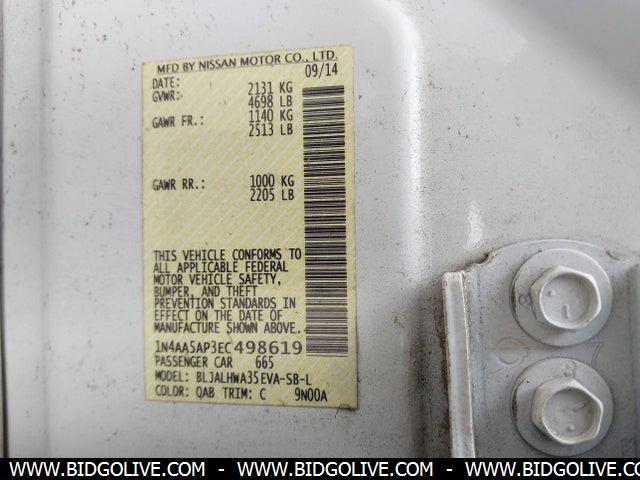 MFD BY NISSAN MOTOR CO., LTD.
DATE: 09/14
GVWR: 2131 KG
4698 LB
GAWR FR.: 1140 KG
2513 LB
GAWR RR.: 1000 KG
2205 LB
THIS VEHICLE CONFORMS TO
ALL APPLICABLE FEDERAL
MOTOR VEHICLE SAFETY,
BUMPER, AND THEFT
PREVENTION STANDARDS IN
EFFECT ON THE DATE OF
MANUFACTURE SHOWN ABOVE.
1N4AA5AP3EC498619
PASSENGER CAR 665
MODEL: BLJALHWA35EVA-SB-L
COLOR: QAB TRIM: C 9N00A
7
WWW.BIDGOLIVE.COM - WWW.BIDGOLIVE.COM - WWW.BIDGOLIVE.COM